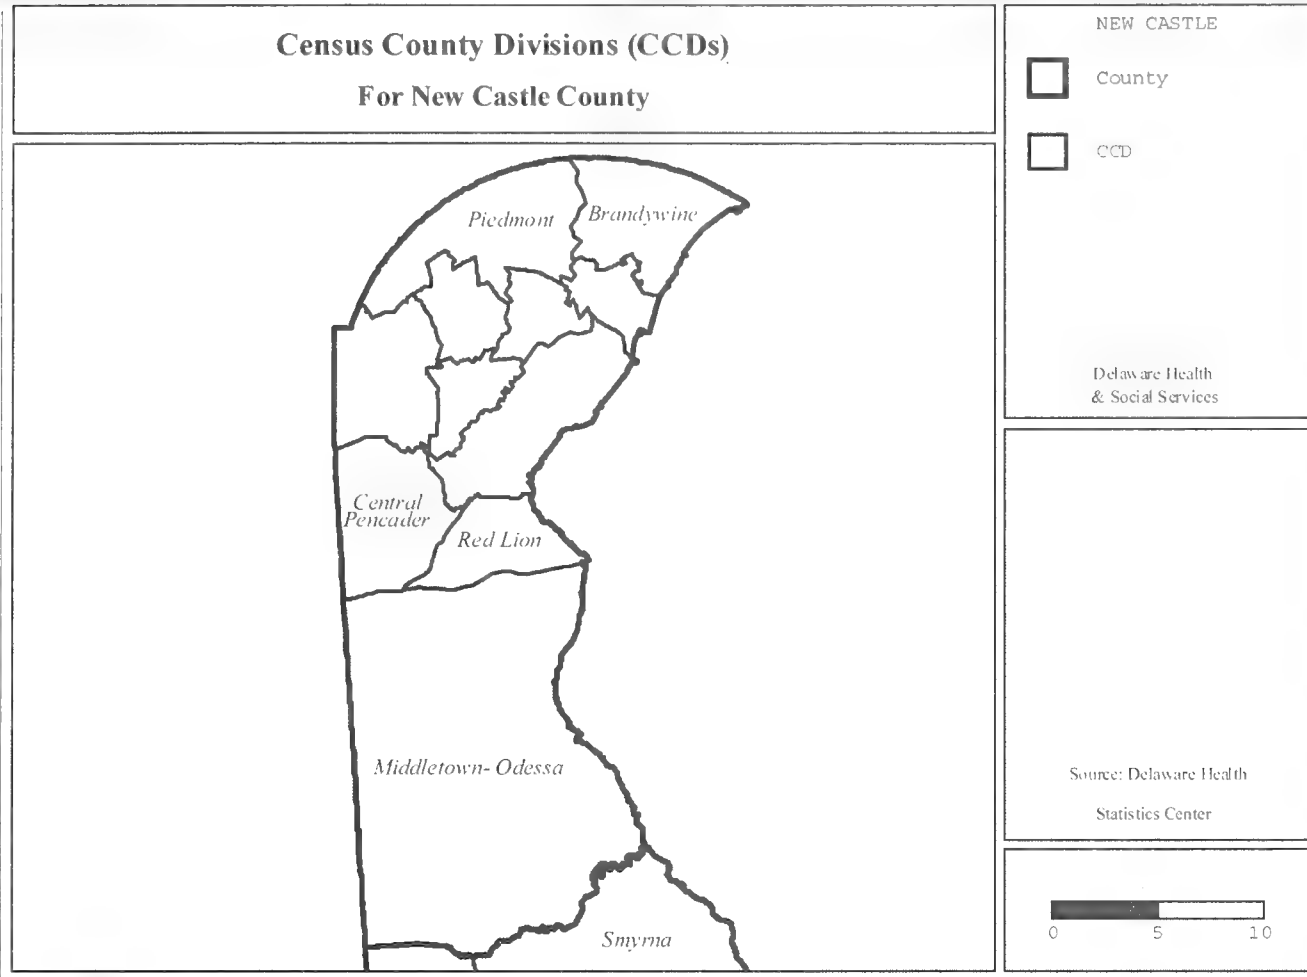 Census County Divisions (CCDs)
For New Castle County
NEW CASTLE
County
CCD
Delaware Health
& Social Services
Piedmont
Brandywine
Central
Pencader
Red Lion
Middletown-Odessa
Smyrna
Source: Delaware Health
Statistics Center
0 5 10